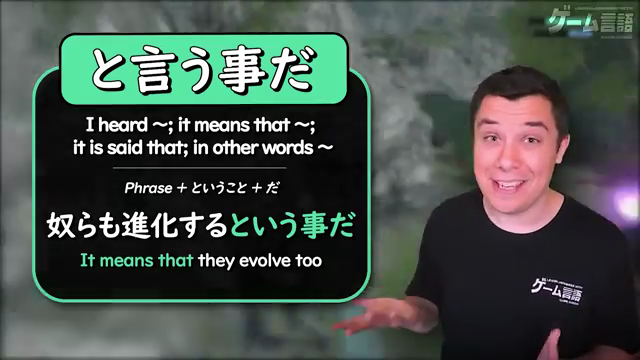 と言う事だ
I heard ～; it means that ～;
it is said that; in other words ～
Phrase + ということ + だ
奴らも進化するという事だ
It means that they evolve too
ゲーム言語
ゲーム言語